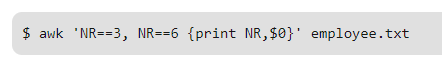 $ awk 'NR==3, NR==6 {print NR,$0}' employee.txt